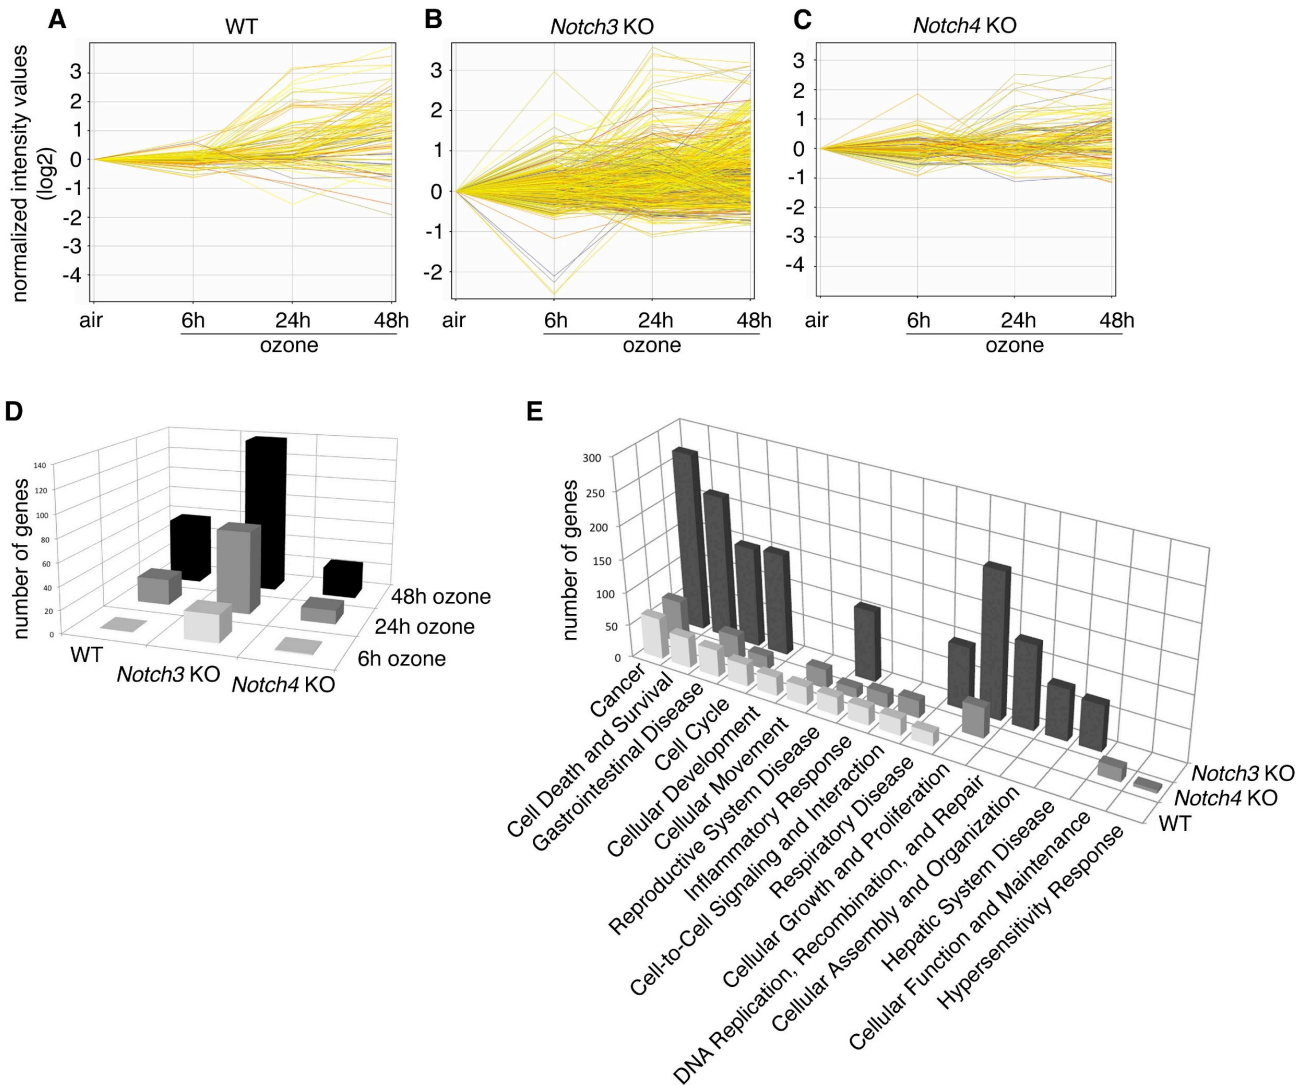 A
WT
normalized intensity values
(log2)
3
2
1
0
-1
-2
-3
-4
air
6h
24h
48h
ozone
B
Notch3 KO
3
2
1
0
-1
-2
air
6h
24h
48h
ozone
C
Notch4 KO
3
2
1
0
-1
-2
-3
-4
air
6h
24h
48h
ozone
D
number of genes
140
120
100
80
60
40
20
0
WT
Notch3 KO
Notch4 KO
48h ozone
24h ozone
6h ozone
E
number of genes
300
250
200
150
100
50
0
Cancer
Cell Death and Survival
Gastrointestinal Disease
Cell Cycle
Cellular Development
Cellular Movement
Reproductive System Disease
Inflammatory Response
Cell-to-Cell Signaling and Interaction
Respiratory Disease
Cellular Growth and Proliferation
DNA Replication, Recombination, and Repair
Cellular Assembly and Organization
Hepatic System Disease
Cellular Function and Maintenance
Hypersensitivity Response
Notch3 KO
Notch4 KO
WT